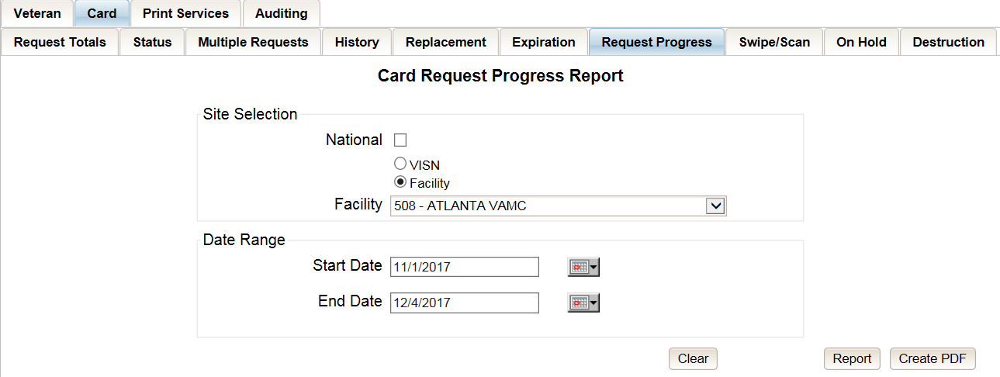 Veteran Card Print Services Auditing
Request Totals Status Multiple Requests History Replacement Expiration Request Progress Swipe/Scan On Hold Destruction
Card Request Progress Report
Site Selection
National
VISN
Facility
Facility 508 - ATLANTA VAMC
Date Range
Start Date 11/1/2017
End Date 12/4/2017
Clear Report Create PDF